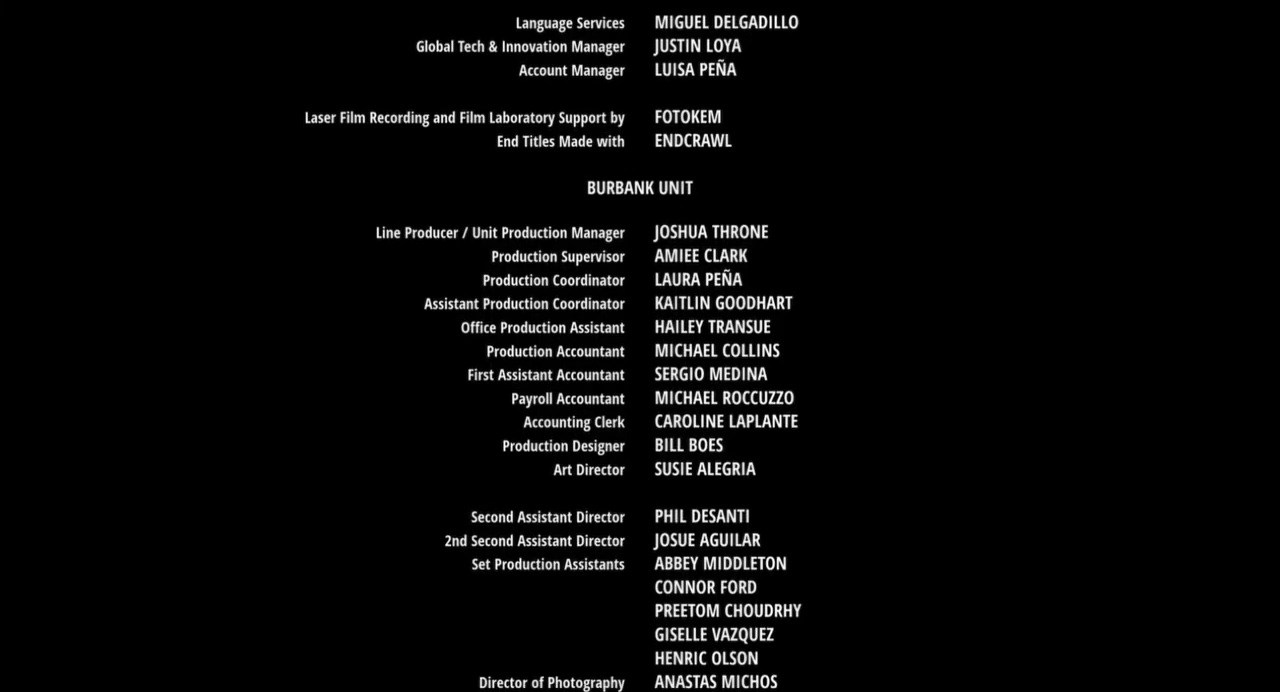 Language Services MIGUEL DELGADILLO
Global Tech & Innovation Manager JUSTIN LOYA
Account Manager LUISA PEÑA
Laser Film Recording and Film Laboratory Support by FOTOKEM
End Titles Made with ENDCRAWL
BURBANK UNIT
Line Producer / Unit Production Manager JOSHUA THRONE
Production Supervisor AMIEE CLARK
Production Coordinator LAURA PEÑA
Assistant Production Coordinator KAITLIN GOODHART
Office Production Assistant HAILEY TRANSUE
Production Accountant MICHAEL COLLINS
First Assistant Accountant SERGIO MEDINA
Payroll Accountant MICHAEL ROCCUZZO
Accounting Clerk CAROLINE LAPLANTE
Production Designer BILL BOES
Art Director SUSIE ALEGRIA
Second Assistant Director PHIL DESANTI
2nd Second Assistant Director JOSUE AGUILAR
Set Production Assistants ABBEY MIDDLETON
CONNOR FORD
PREETOM CHOUDRHY
GISELLE VAZQUEZ
HENRIC OLSON
Director of Photography ANASTAS MICHOS